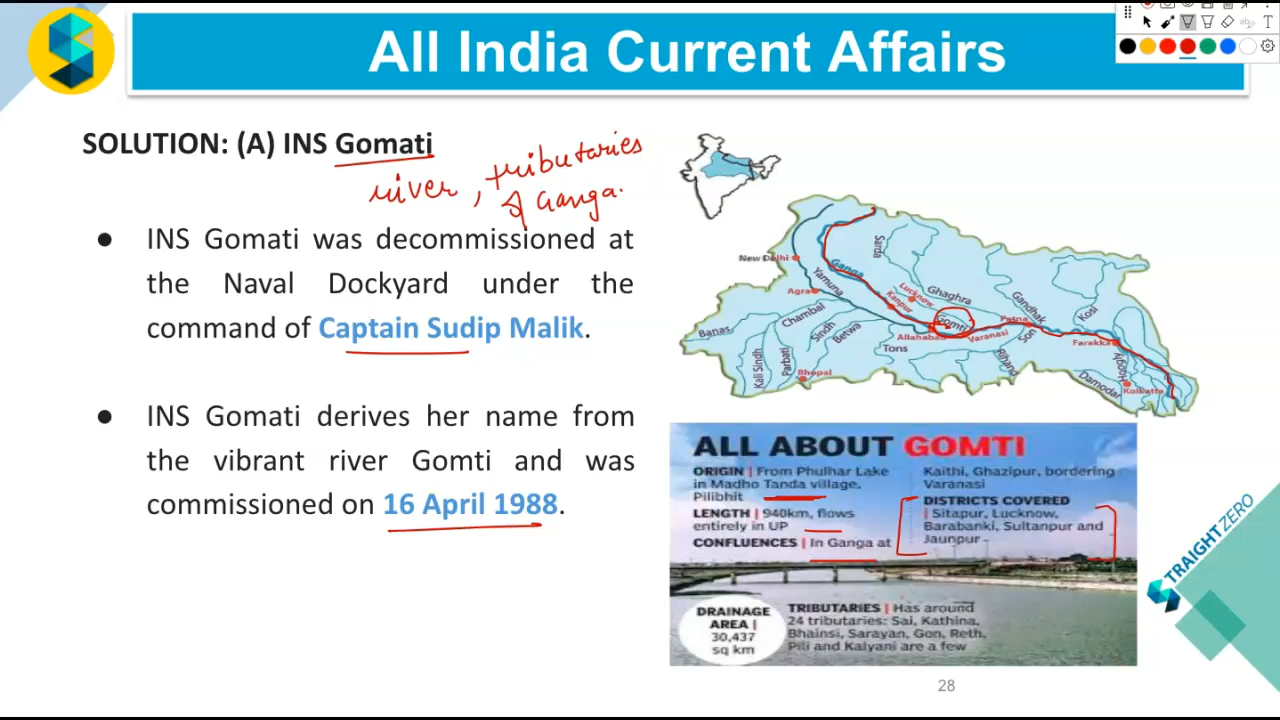 All India Current Affairs
SOLUTION: (A) INS Gomati
river, tributaries
of Ganga.
● INS Gomati was decommissioned at
the Naval Dockyard under the
command of Captain Sudip Malik.
● INS Gomati derives her name from
the vibrant river Gomti and was
commissioned on 16 April 1988.
New Delhi
Agra
Yamuna
Ganga
Kanpur
Lucknow
Sarda
Ghaghra
Gomti
Gandhak
Kosi
Banas
Chambal
Sindh
Betwa
Kali Sindh
Parbati
Bhopal
Allahabad
Varanasi
Patna
Tons
Rihand
Son
Farakka
Hoogly
Damodar
Kolkatta
ALL ABOUT GOMTI
ORIGIN | From Phulhar Lake
in Madho Tanda village,
Pilibhit
LENGTH | 940km, flows
entirely in UP
CONFLUENCES | In Ganga at
Kaithi, Ghazipur, bordering
Varanasi
DISTRICTS COVERED
| Sitapur, Lucknow,
Barabanki, Sultanpur and
Jaunpur
DRAINAGE
AREA |
30,437
sq km
TRIBUTARIES | Has around
24 tributaries: Sai, Kathina,
Bhainsi, Sarayan, Gon, Reth,
Pili and Kalyani are a few
TRAIGHTZERO
28